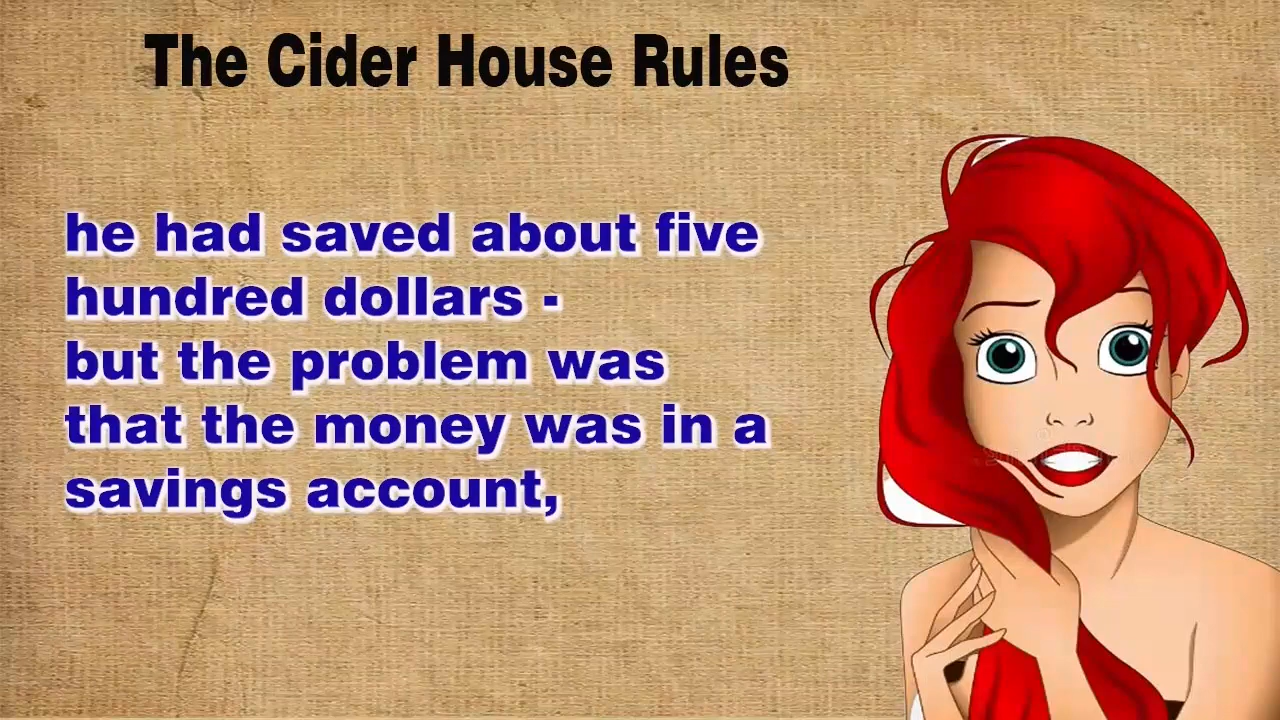 The Cider House Rules
he had saved about five
hundred dollars -
but the problem was
that the money was in a
savings account,